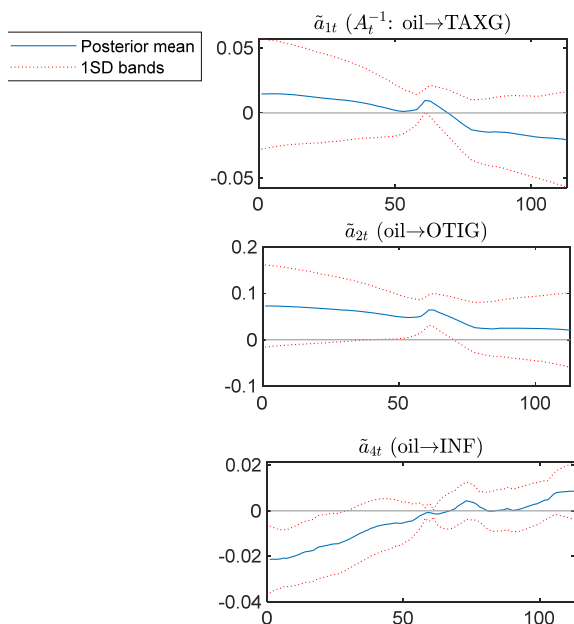 ã₁ₜ (Aₜ⁻¹: oil→TAXG)
Posterior mean
1SD bands
0.05
0
-0.05
0 50 100
ã₂ₜ (oil→OTIG)
0.2
0.1
0
-0.1
0 50 100
ã₄ₜ (oil→INF)
0.02
0
-0.02
-0.04
0 50 100